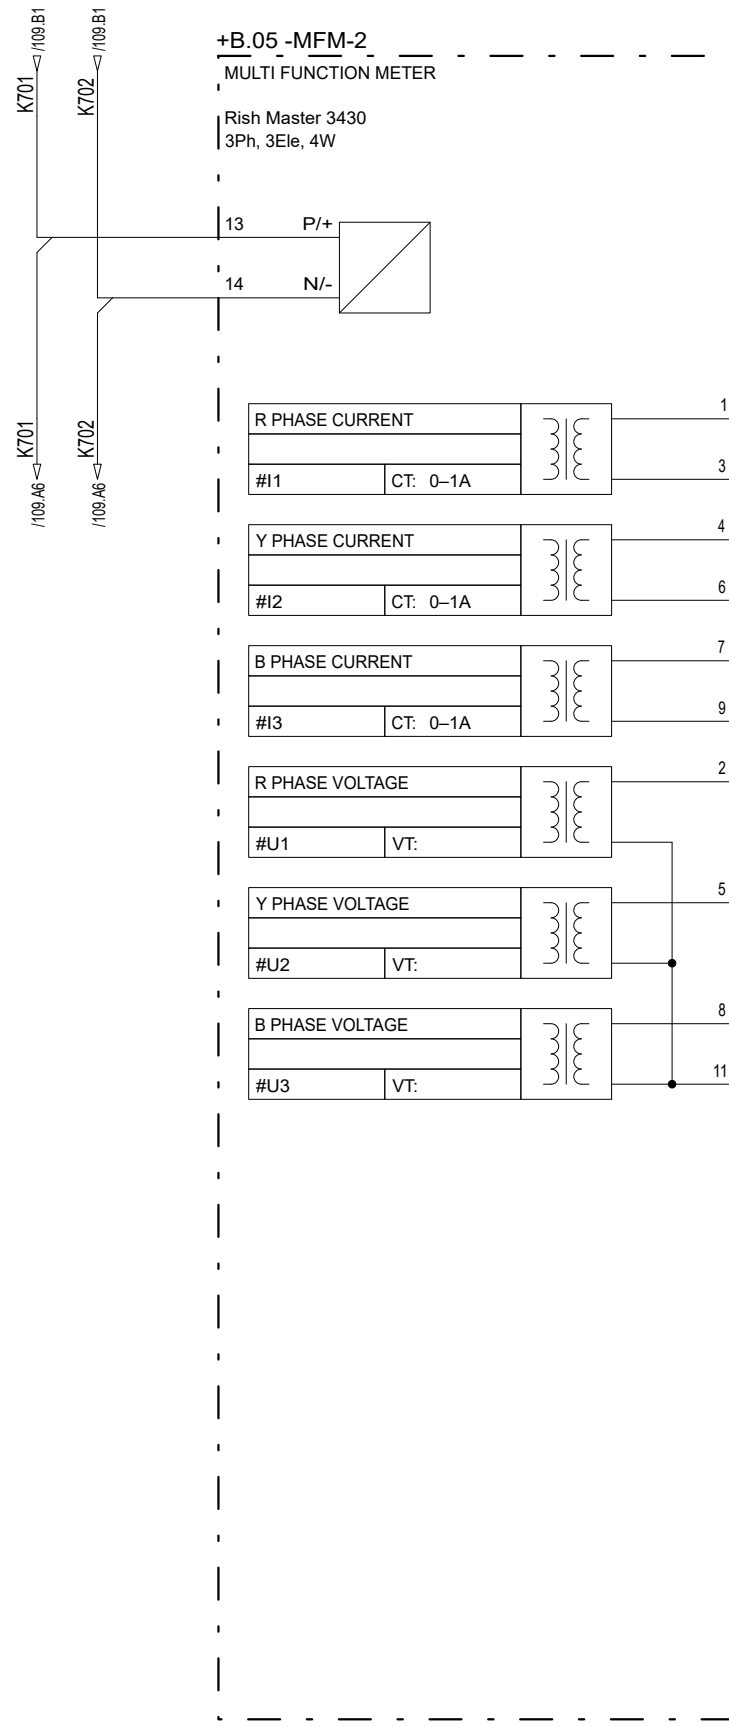 /109.B1
/109.B1
K701
K702
+B.05 -MFM-2
MULTI FUNCTION METER
Rish Master 3430
3Ph, 3Ele, 4W
13 P/+
14 N/-
K701
K702
/109.A6
/109.A6
R PHASE CURRENT
#I1 CT: 0–1A
1
3
Y PHASE CURRENT
#I2 CT: 0–1A
4
6
B PHASE CURRENT
#I3 CT: 0–1A
7
9
R PHASE VOLTAGE
#U1 VT:
2
Y PHASE VOLTAGE
#U2 VT:
5
B PHASE VOLTAGE
#U3 VT:
8
11